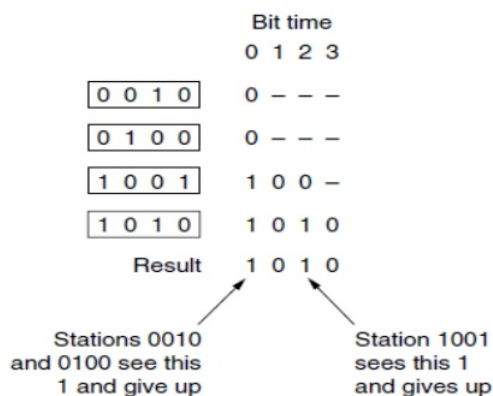 Bit time
0 1 2 3
0 0 1 0 0 – – –
0 1 0 0 0 – – –
1 0 0 1 1 0 0 –
1 0 1 0 1 0 1 0
Result 1 0 1 0
Stations 0010
and 0100 see this
1 and give up
Station 1001
sees this 1
and gives up